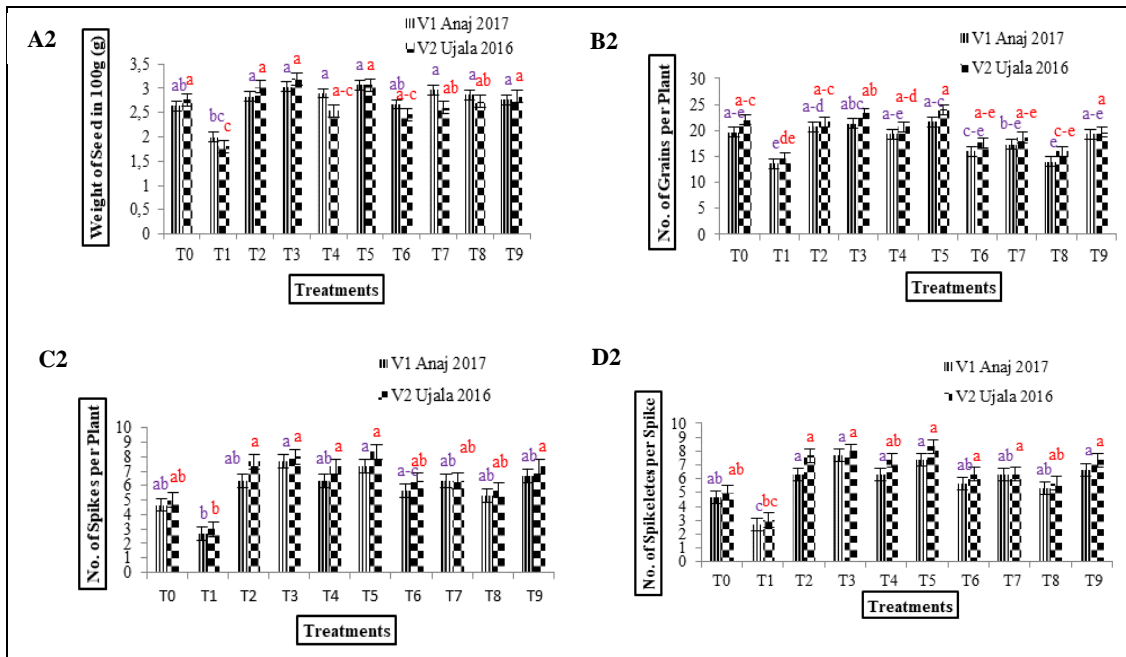 A2
V1 Anaj 2017
V2 Ujala 2016
Weight of Seed in 100g (g)
3,5
3
2,5
2
1,5
1
0,5
0
ab a bc c a a a a a a-c a a ab a-c a ab a ab a a
T0 T1 T2 T3 T4 T5 T6 T7 T8 T9
Treatments
B2
V1 Anaj 2017
V2 Ujala 2016
No. of Grains per Plant
30
25
20
15
10
5
0
a-e a-c e de a-d a-c abc ab a-e a-d a-c a c-e a-e b-e a-e e c-e a-e a
T0 T1 T2 T3 T4 T5 T6 T7 T8 T9
Treatments
C2
V1 Anaj 2017
V2 Ujala 2016
No. of Spikes per Plant
10
9
8
7
6
5
4
3
2
1
0
ab ab b b ab a a a ab a a a a-c ab ab ab ab ab ab a
T0 T1 T2 T3 T4 T5 T6 T7 T8 T9
Treatments
D2
V1 Anaj 2017
V2 Ujala 2016
No. of Spikeletes per Spike
10
9
8
7
6
5
4
3
2
1
0
ab ab c bc a a a a ab ab a a ab a ab a ab ab a a
T0 T1 T2 T3 T4 T5 T6 T7 T8 T9
Treatments